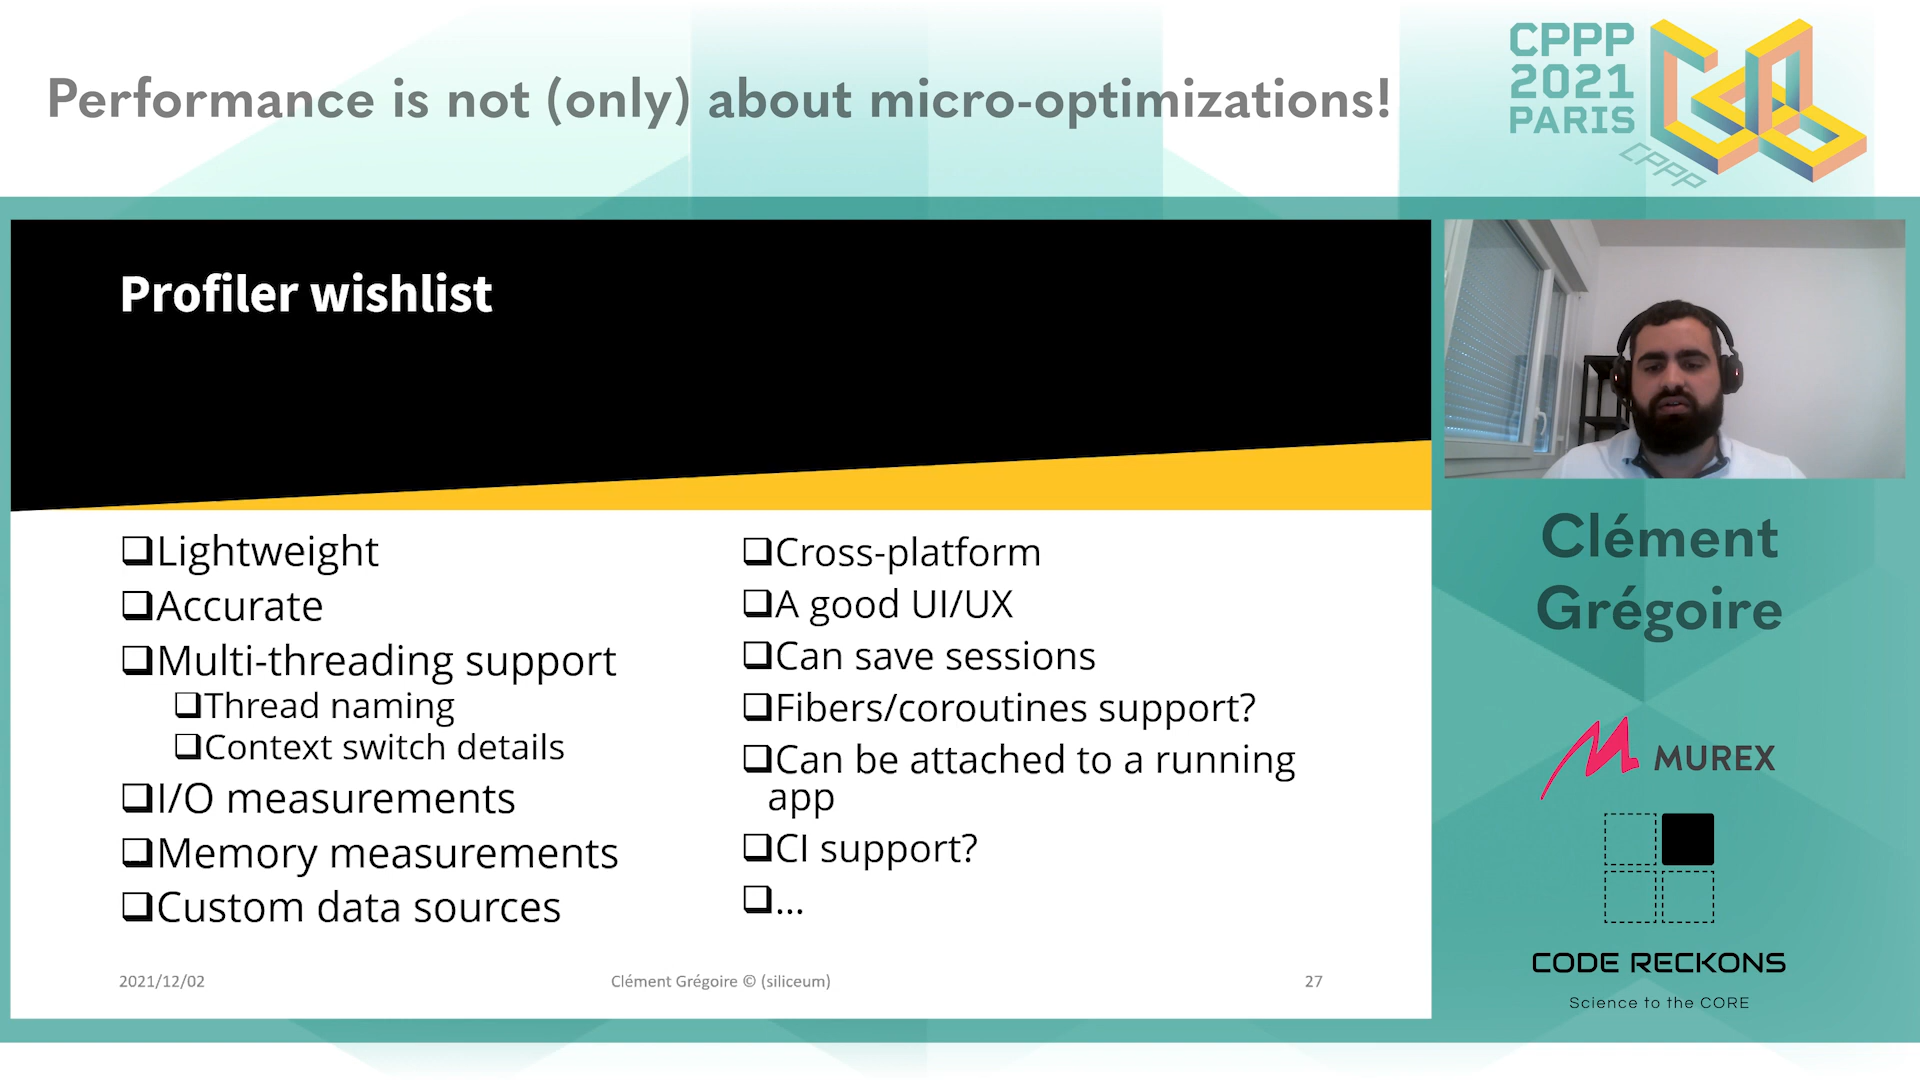 Performance is not (only) about micro-optimizations!
CPPP
2021
PARIS
CPPP
Profiler wishlist
❑Lightweight
❑Accurate
❑Multi-threading support
❑Thread naming
❑Context switch details
❑I/O measurements
❑Memory measurements
❑Custom data sources
❑Cross-platform
❑A good UI/UX
❑Can save sessions
❑Fibers/coroutines support?
❑Can be attached to a running
app
❑CI support?
❑...
2021/12/02
Clément Grégoire © (siliceum)
27
Clément
Grégoire
MUREX
CODE RECKONS
Science to the CORE